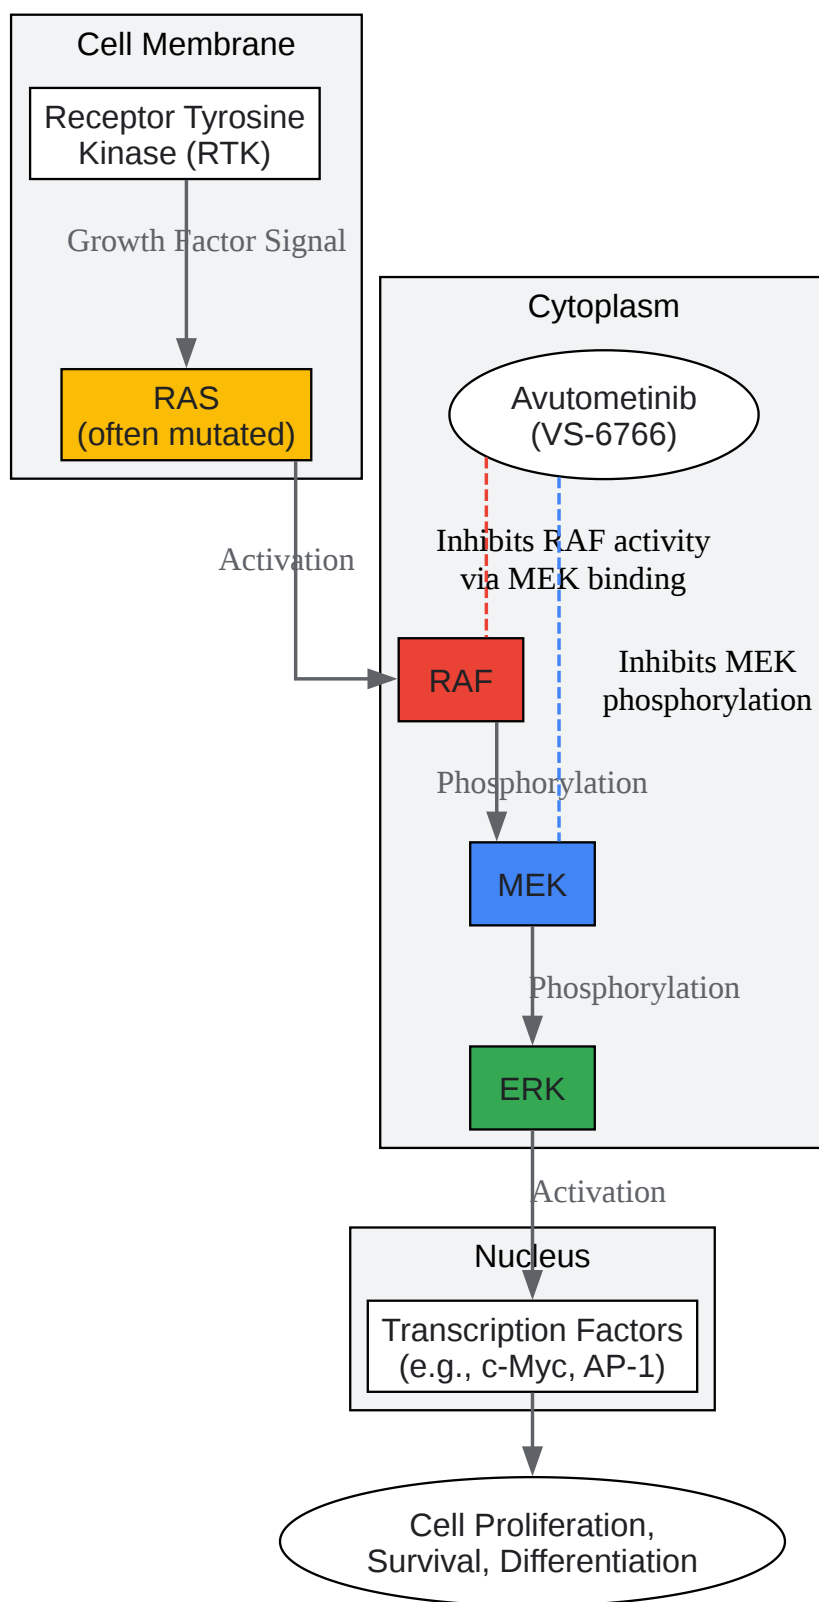 Cell Membrane
Receptor Tyrosine
Kinase (RTK)
Growth Factor Signal
RAS
(often mutated)
Activation
Cytoplasm
Avutometinib
(VS-6766)
Inhibits RAF activity
via MEK binding
Inhibits MEK
phosphorylation
RAF
Phosphorylation
MEK
Phosphorylation
ERK
Activation
Nucleus
Transcription Factors
(e.g., c-Myc, AP-1)
Cell Proliferation,
Survival, Differentiation